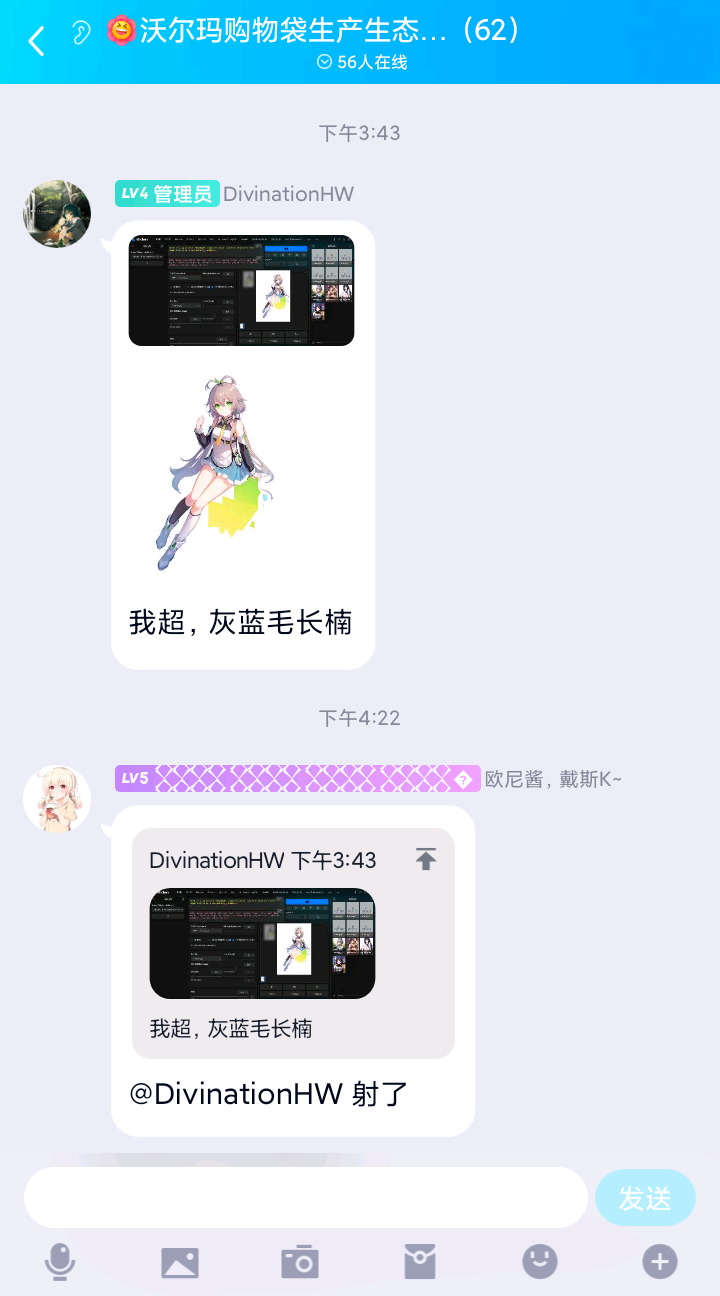 沃尔玛购物袋生产生态…（62）
56人在线
下午3:43
LV4 管理员 DivinationHW
我超，灰蓝毛长楠
下午4:22
LV5 欧尼酱，戴斯K~
DivinationHW 下午3:43
我超，灰蓝毛长楠
@DivinationHW 射了
发送